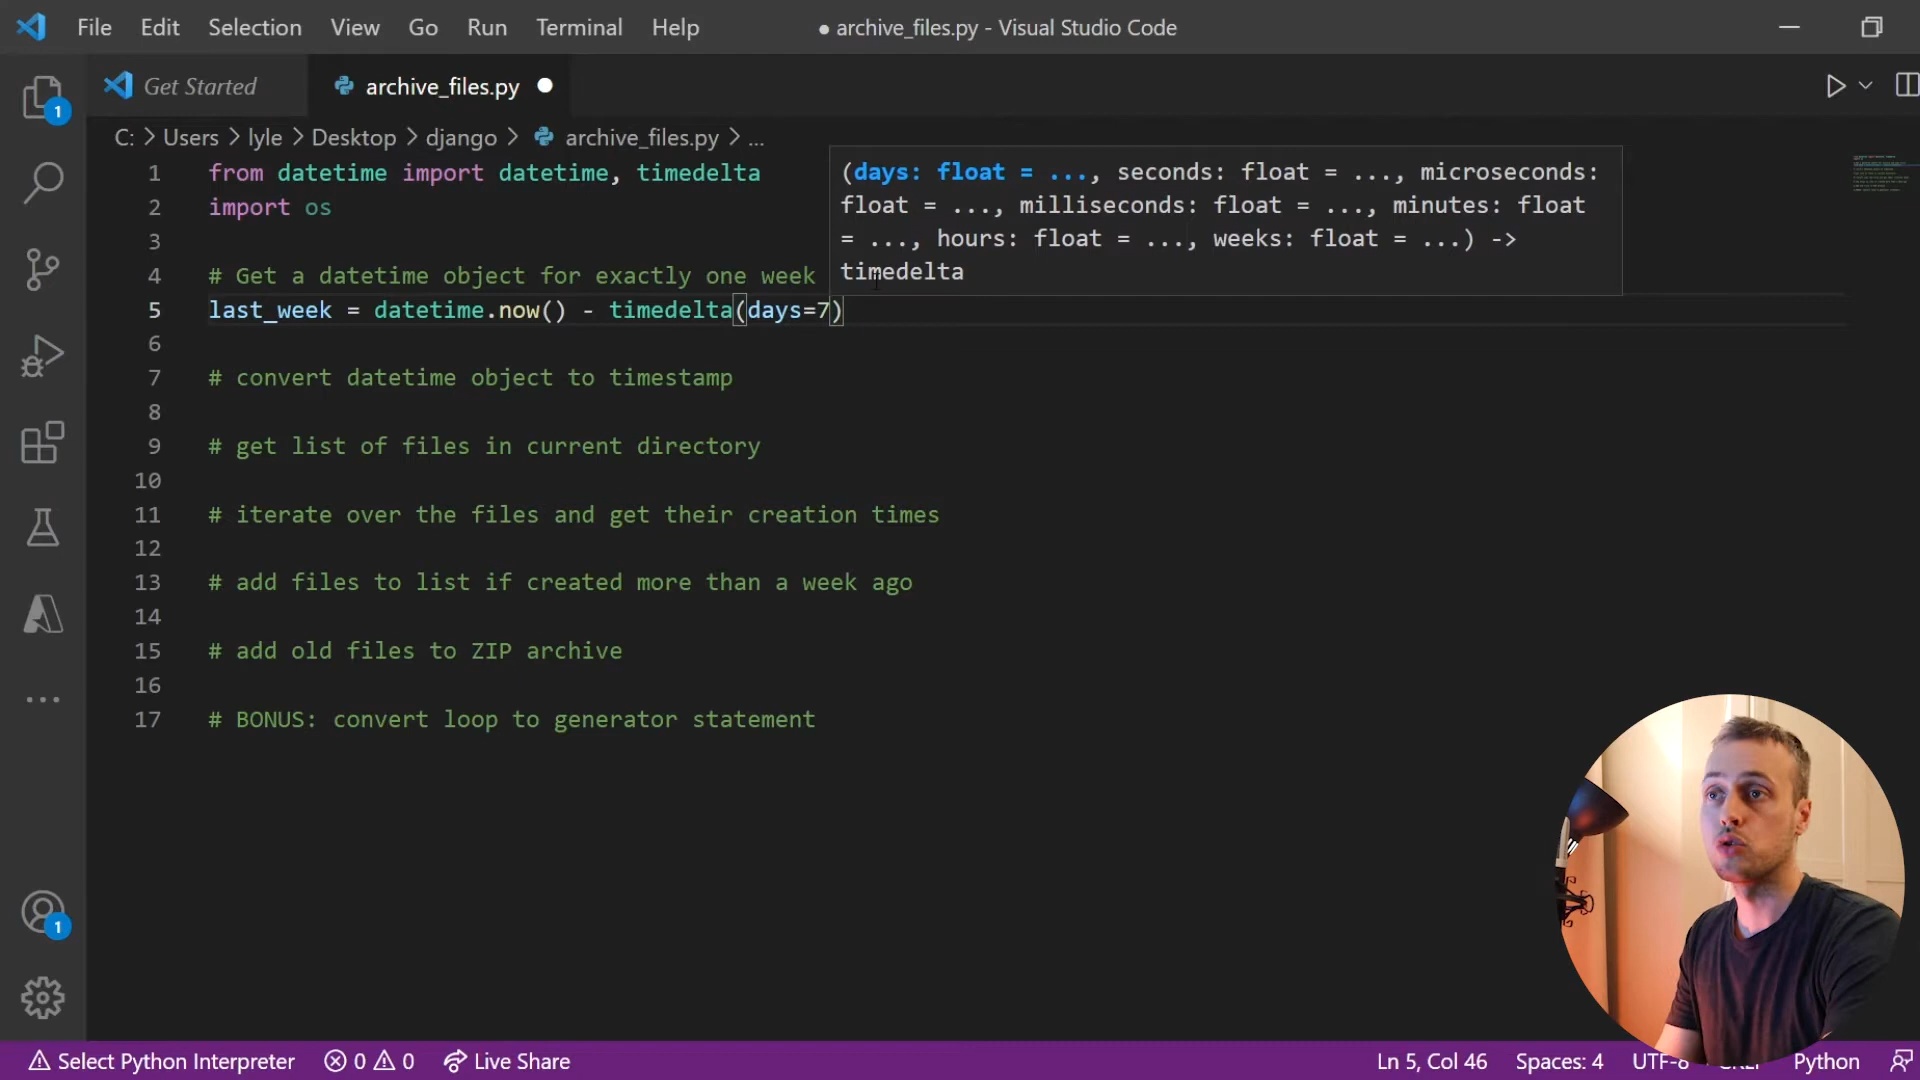 File Edit Selection View Go Run Terminal Help ● archive_files.py - Visual Studio Code
Get Started archive_files.py
C: > Users > lyle > Desktop > django > archive_files.py > ...
1 from datetime import datetime, timedelta
2 import os
3
4 # Get a datetime object for exactly one week
5 last_week = datetime.now() - timedelta(days=7)
6
7 # convert datetime object to timestamp
8
9 # get list of files in current directory
10
11 # iterate over the files and get their creation times
12
13 # add files to list if created more than a week ago
14
15 # add old files to ZIP archive
16
17 # BONUS: convert loop to generator statement
(days: float = ..., seconds: float = ..., microseconds:
float = ..., milliseconds: float = ..., minutes: float
= ..., hours: float = ..., weeks: float = ...) ->
timedelta
1
1
Select Python Interpreter 0 0 Live Share Ln 5, Col 46 Spaces: 4 UTF-8 Python